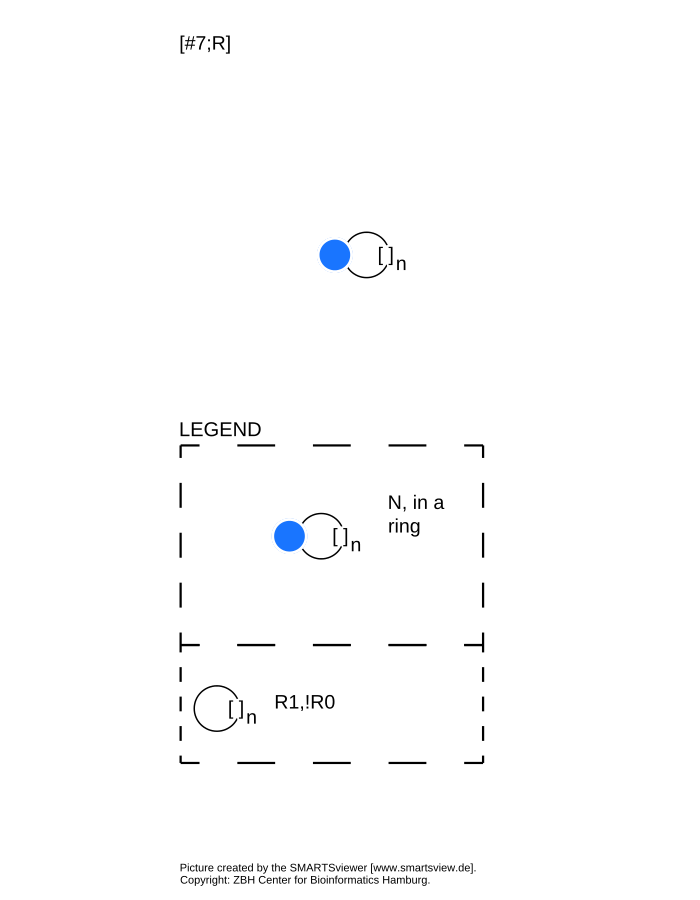 [#7;R]
[ ]n
LEGEND
N, in a
ring
[ ]n
R1,!R0
[ ]n
Picture created by the SMARTSviewer [www.smartsview.de].
Copyright: ZBH Center for Bioinformatics Hamburg.